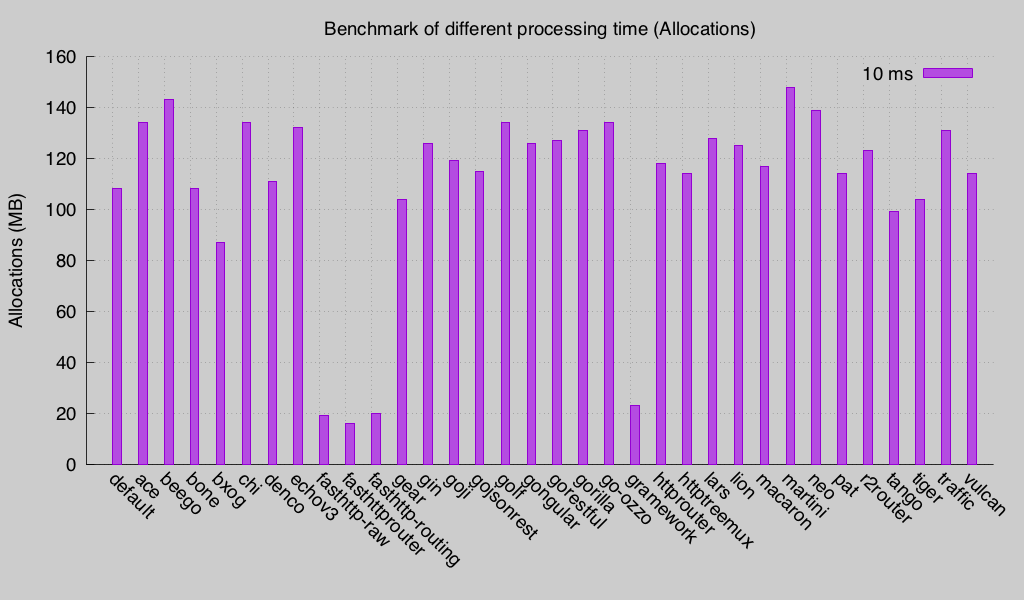 Benchmark of different processing time (Allocations)
10 ms
Allocations (MB)
160
140
120
100
80
60
40
20
0
default
ace
beego
bone
bxog
chi
denco
echov3
fasthttp-raw
fasthttprouter
fasthttp-routing
gear
gin
goji
gojsonrest
golf
gongular
gorestful
gorilla
go-ozzo
gramework
httprouter
httptreemux
lars
lion
macaron
martini
neo
pat
r2router
tango
tiger
traffic
vulcan